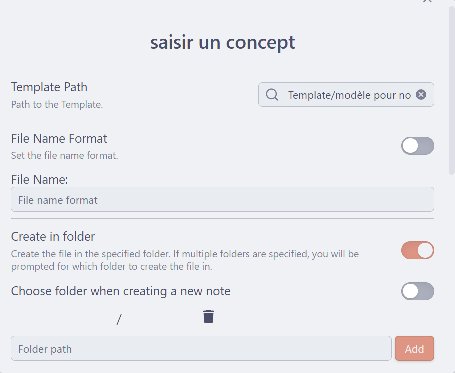 saisir un concept
Template Path
Path to the Template.
Template/modèle pour no
File Name Format
Set the file name format.
File Name:
File name format
Create in folder
Create the file in the specified folder. If multiple folders are specified, you will be
prompted for which folder to create the file in.
Choose folder when creating a new note
/
Folder path
Add